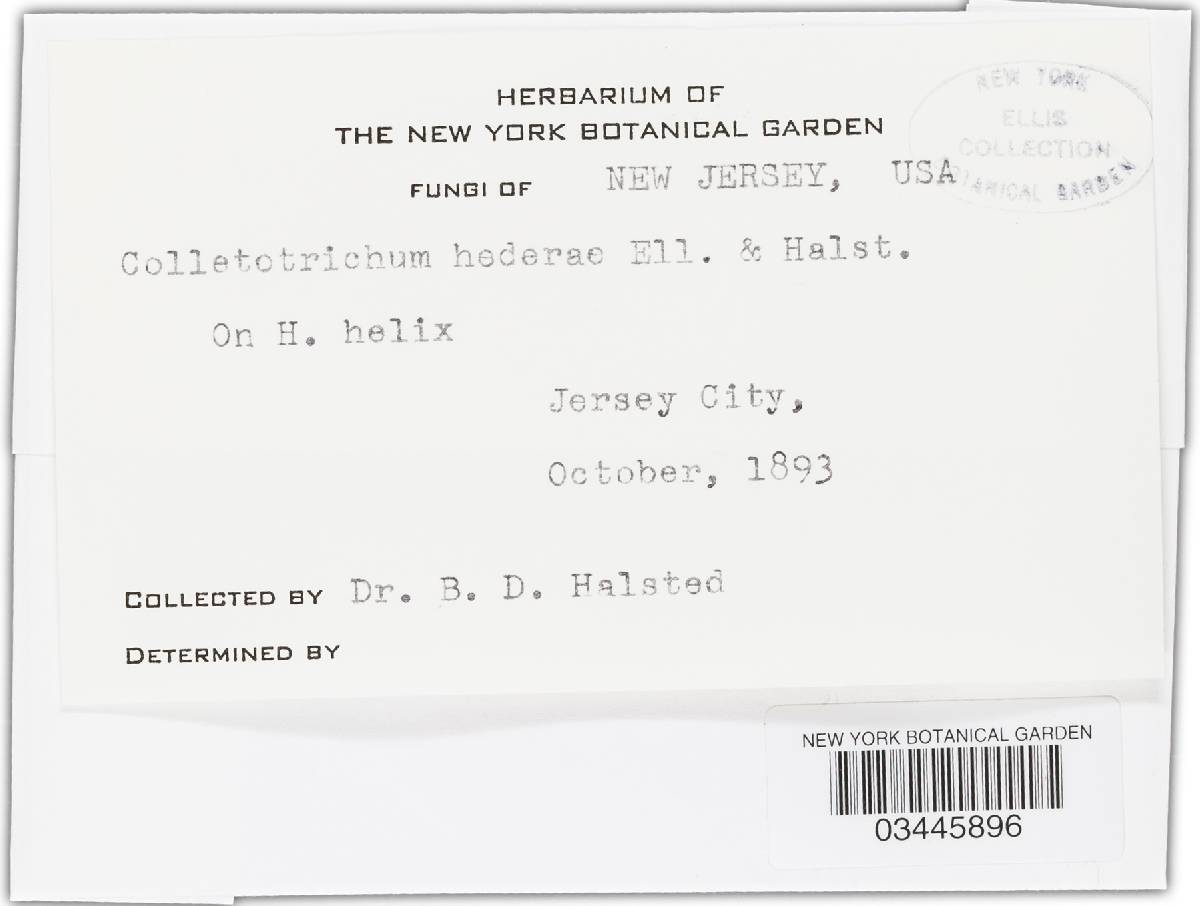 HERBARIUM OF
THE NEW YORK BOTANICAL GARDEN
FUNGI OF NEW JERSEY, USA
NEW YORK
ELLIS
COLLECTION
BOTANICAL GARDEN
Colletotrichum hederae Ell. & Halst.
On H. helix
Jersey City,
October, 1893
COLLECTED BY Dr. B. D. Halsted
DETERMINED BY
NEW YORK BOTANICAL GARDEN
03445896